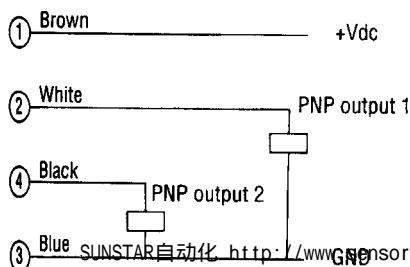 1 Brown +Vdc
2 White PNP output 1
4 Black PNP output 2
3 Blue SUNSTAR自动化 http://www.sensor GND